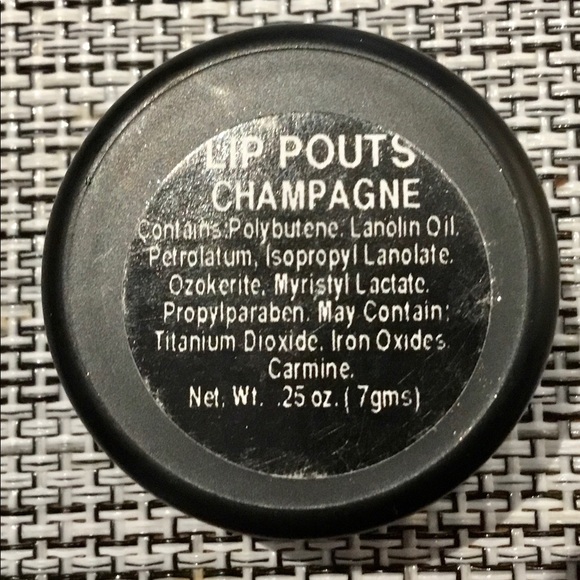 LIP POUTS
CHAMPAGNE
Contains: Polybutene, Lanolin Oil,
Petrolatum, Isopropyl Lanolate,
Ozokerite, Myristyl Lactate,
Propylparaben. May Contain:
Titanium Dioxide, Iron Oxides,
Carmine.
Net. Wt. .25 oz. ( 7gms)